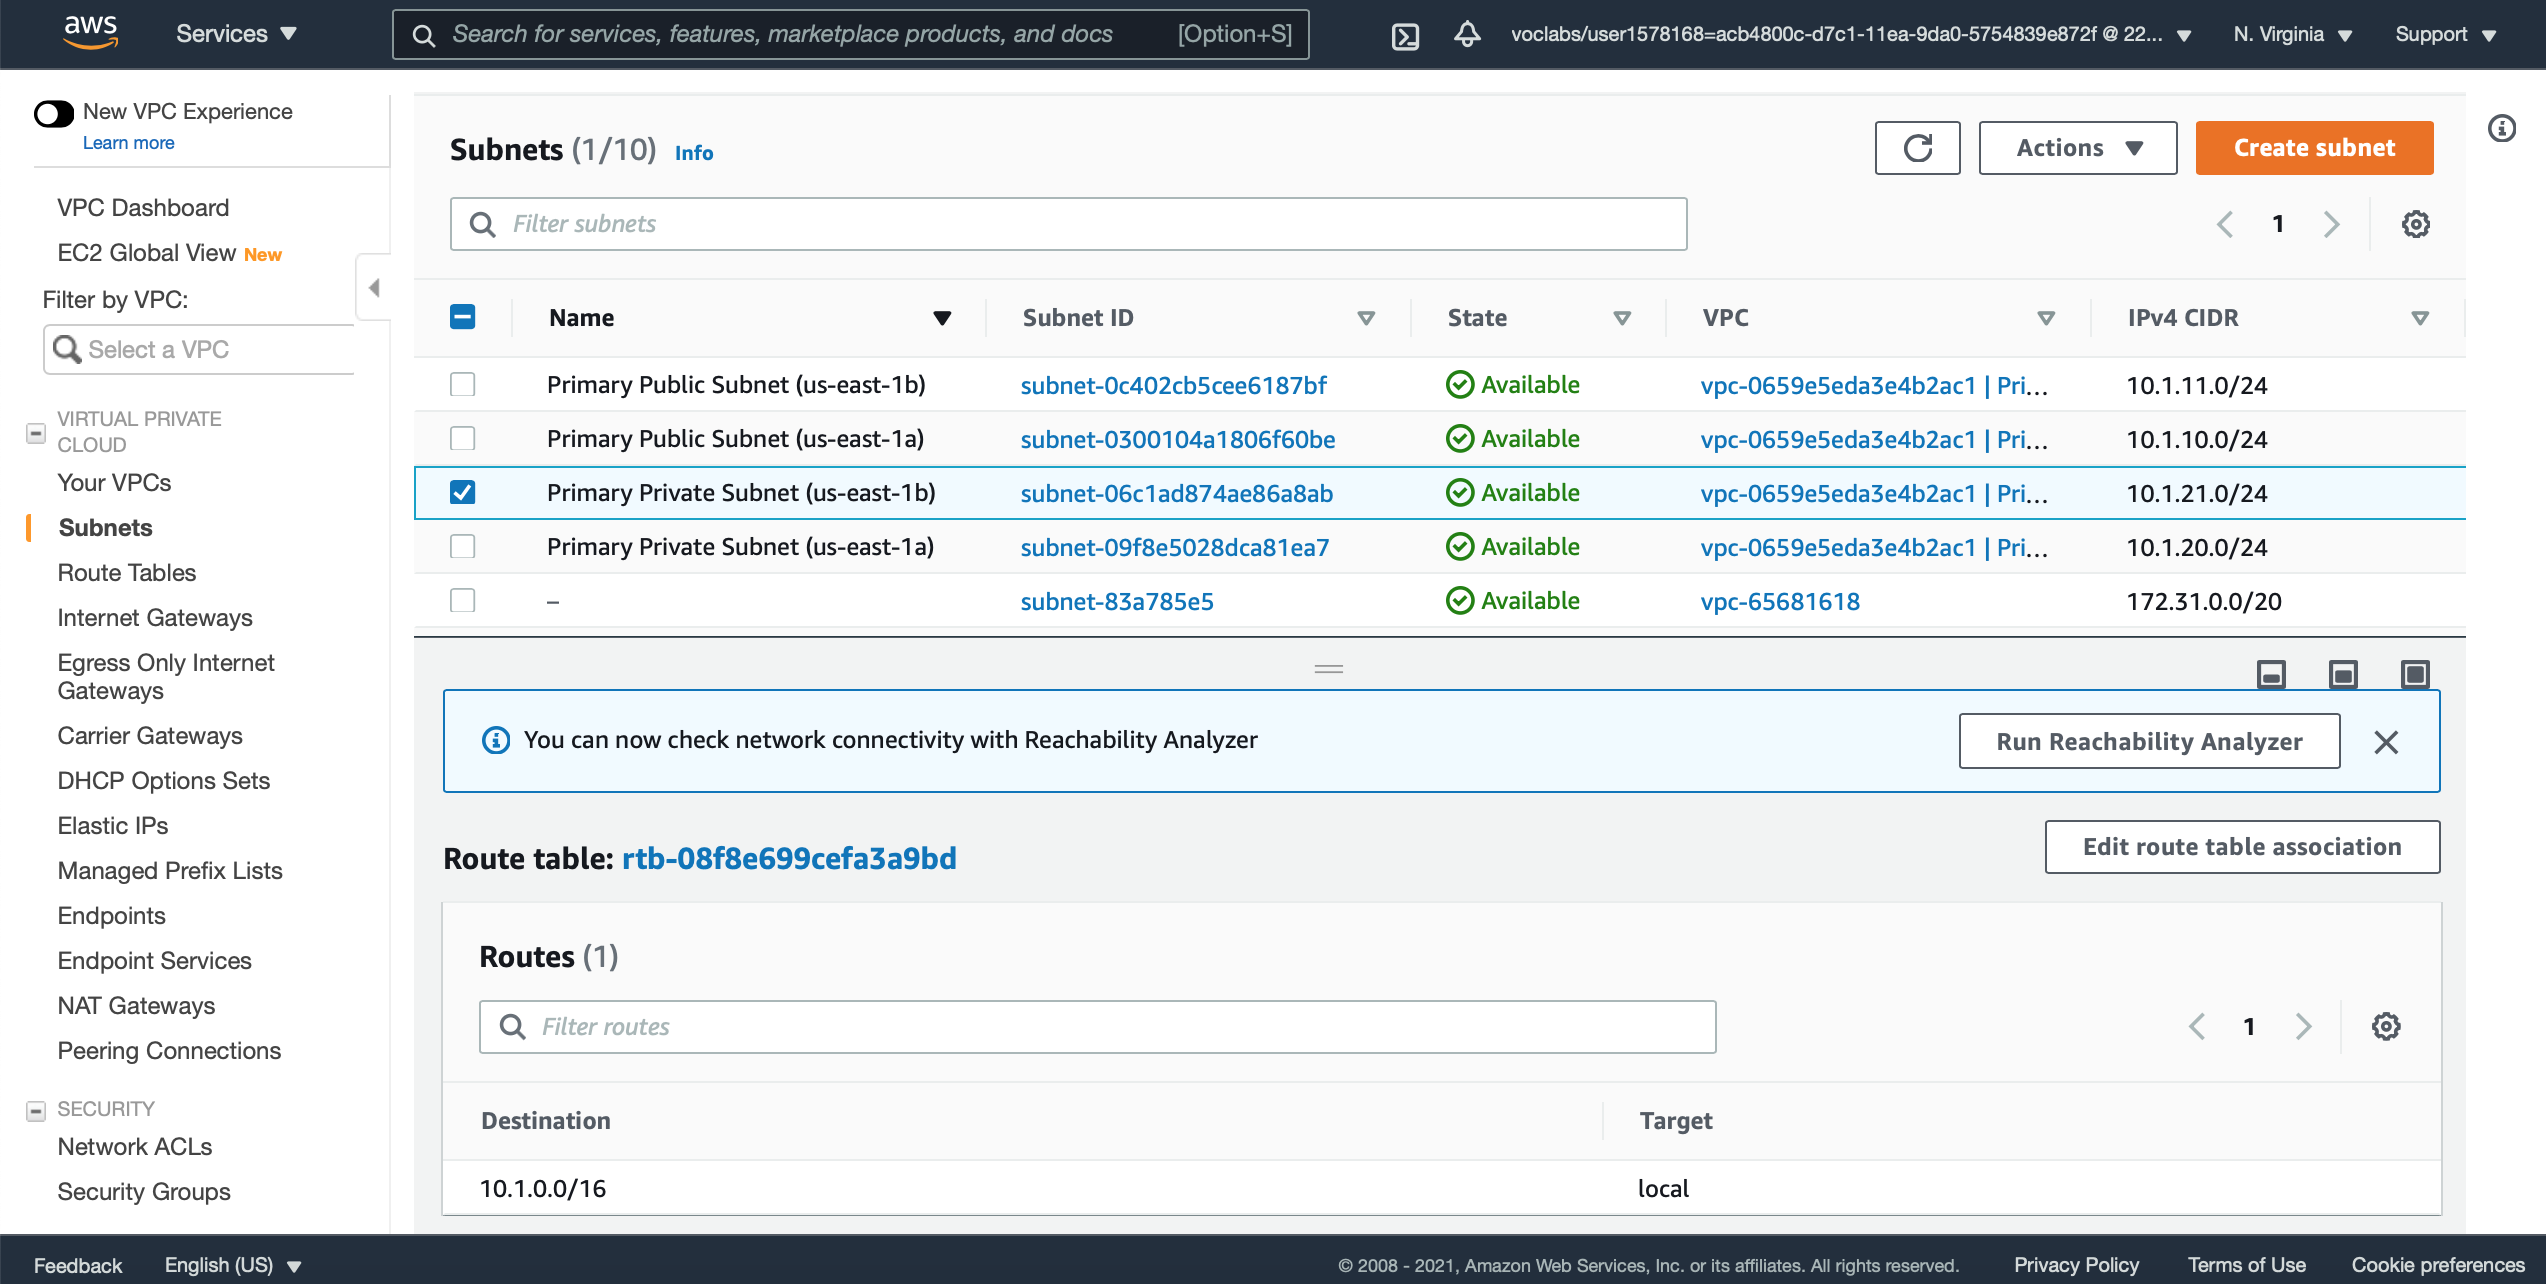 aws
Services
Search for services, features, marketplace products, and docs [Option+S]
voclabs/user1578168=acb4800c-d7c1-11ea-9da0-5754839e872f @ 22...
N. Virginia
Support
New VPC Experience
Learn more
VPC Dashboard
EC2 Global View New
Filter by VPC:
Select a VPC
VIRTUAL PRIVATE
CLOUD
Your VPCs
Subnets
Route Tables
Internet Gateways
Egress Only Internet
Gateways
Carrier Gateways
DHCP Options Sets
Elastic IPs
Managed Prefix Lists
Endpoints
Endpoint Services
NAT Gateways
Peering Connections
SECURITY
Network ACLs
Security Groups
Subnets (1/10) Info
Actions
Create subnet
Filter subnets
1
Name Subnet ID State VPC IPv4 CIDR
Primary Public Subnet (us-east-1b) subnet-0c402cb5cee6187bf Available vpc-0659e5eda3e4b2ac1 | Pri... 10.1.11.0/24
Primary Public Subnet (us-east-1a) subnet-0300104a1806f60be Available vpc-0659e5eda3e4b2ac1 | Pri... 10.1.10.0/24
Primary Private Subnet (us-east-1b) subnet-06c1ad874ae86a8ab Available vpc-0659e5eda3e4b2ac1 | Pri... 10.1.21.0/24
Primary Private Subnet (us-east-1a) subnet-09f8e5028dca81ea7 Available vpc-0659e5eda3e4b2ac1 | Pri... 10.1.20.0/24
– subnet-83a785e5 Available vpc-65681618 172.31.0.0/20
You can now check network connectivity with Reachability Analyzer
Run Reachability Analyzer
Route table: rtb-08f8e699cefa3a9bd
Edit route table association
Routes (1)
Filter routes
1
Destination Target
10.1.0.0/16 local
Feedback
English (US)
© 2008 - 2021, Amazon Web Services, Inc. or its affiliates. All rights reserved.
Privacy Policy
Terms of Use
Cookie preferences